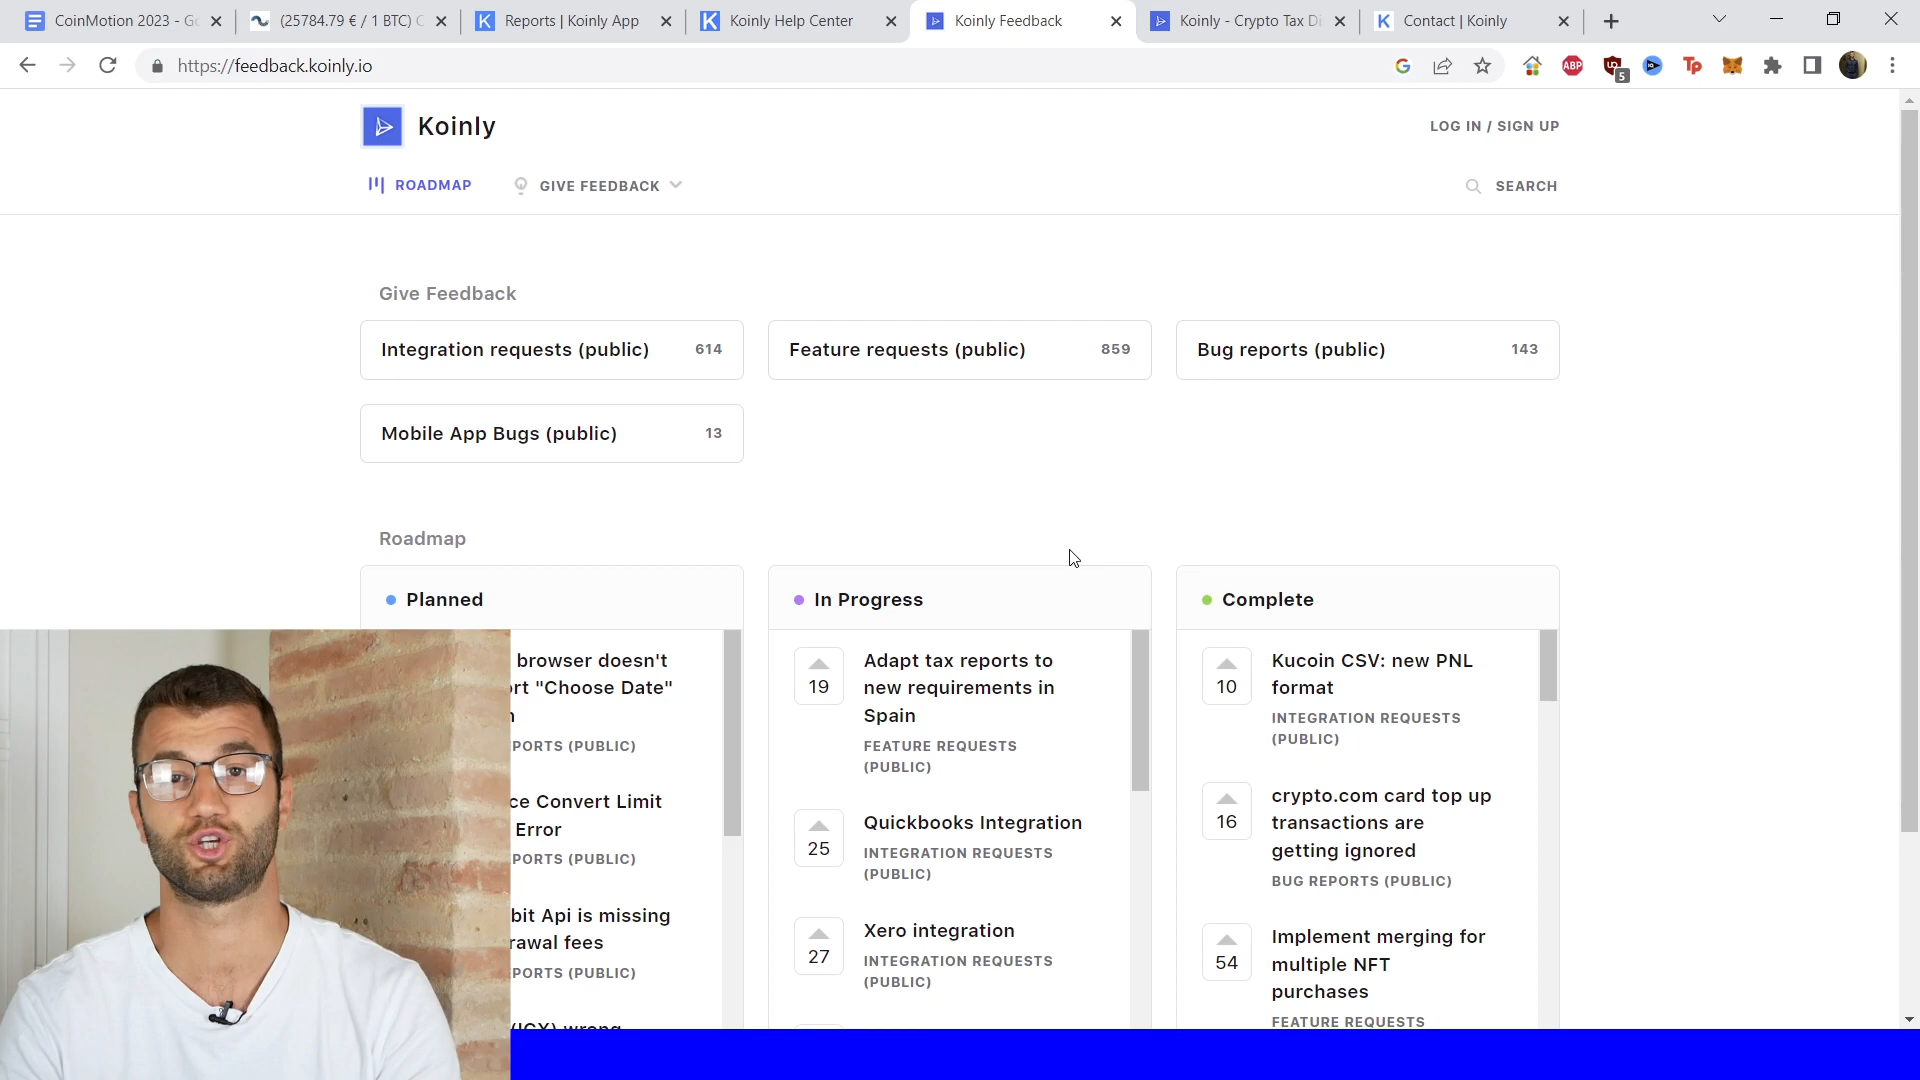 CoinMotion 2023 - Go
(25784.79 € / 1 BTC) C
Reports | Koinly App
Koinly Help Center
Koinly Feedback
Koinly - Crypto Tax Di
Contact | Koinly
https://feedback.koinly.io
ABP
5
Tp
Koinly
LOG IN / SIGN UP
ROADMAP
GIVE FEEDBACK
SEARCH
Give Feedback
Integration requests (public) 614
Feature requests (public) 859
Bug reports (public) 143
Mobile App Bugs (public) 13
Roadmap
Planned
browser doesn't
rt "Choose Date"
PORTS (PUBLIC)
ce Convert Limit
Error
PORTS (PUBLIC)
bit Api is missing
rawal fees
PORTS (PUBLIC)
In Progress
19
Adapt tax reports to
new requirements in
Spain
FEATURE REQUESTS
(PUBLIC)
25
Quickbooks Integration
INTEGRATION REQUESTS
(PUBLIC)
27
Xero integration
INTEGRATION REQUESTS
(PUBLIC)
Complete
10
Kucoin CSV: new PNL
format
INTEGRATION REQUESTS
(PUBLIC)
16
crypto.com card top up
transactions are
getting ignored
BUG REPORTS (PUBLIC)
54
Implement merging for
multiple NFT
purchases
FEATURE REQUESTS